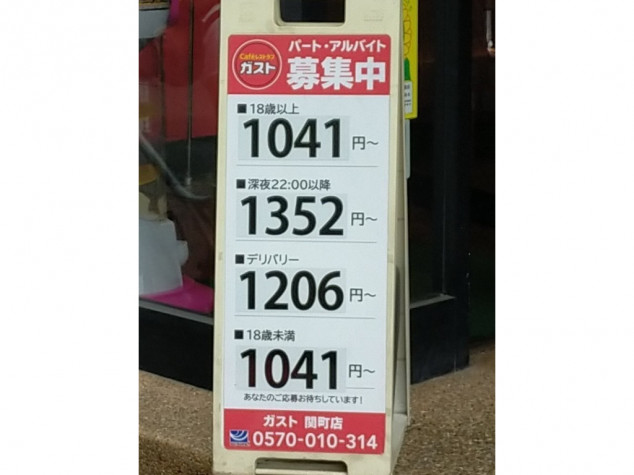 Caféレストラン
ガスト
パート・アルバイト
募集中
■18歳以上
1041円～
■深夜22:00以降
1352円～
■デリバリー
1206円～
■18歳未満
1041円～
あなたのご応募お待ちしています!
ガスト 関町店
0570-010-314